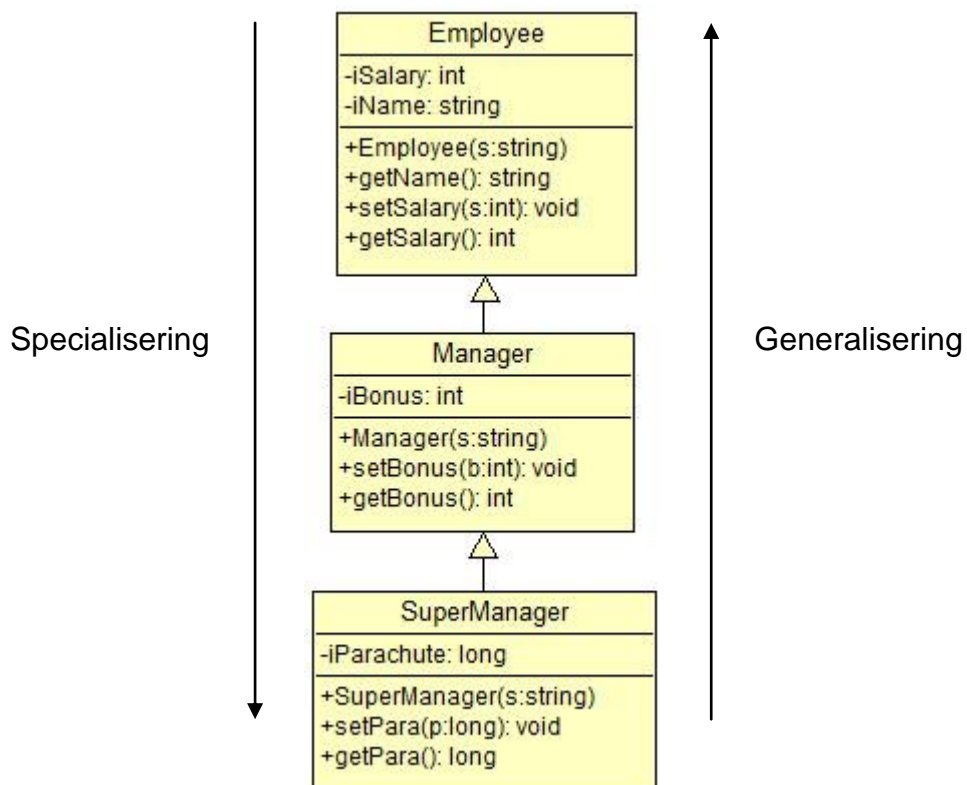 Employee
-iSalary: int
-iName: string
+Employee(s:string)
+getName(): string
+setSalary(s:int): void
+getSalary(): int
Specialisering
Generalisering
Manager
-iBonus: int
+Manager(s:string)
+setBonus(b:int): void
+getBonus(): int
SuperManager
-iParachute: long
+SuperManager(s:string)
+setPara(p:long): void
+getPara(): long